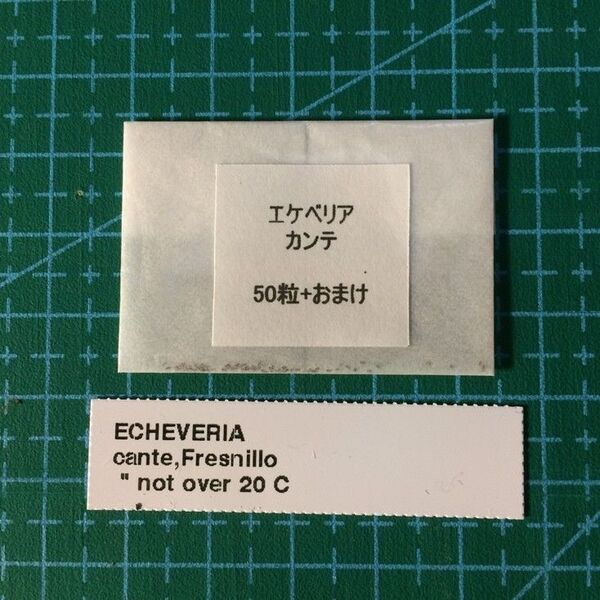 エケベリア
カンテ
50粒+おまけ
ECHEVERIA
cante,Fresnillo
" not over 20 C